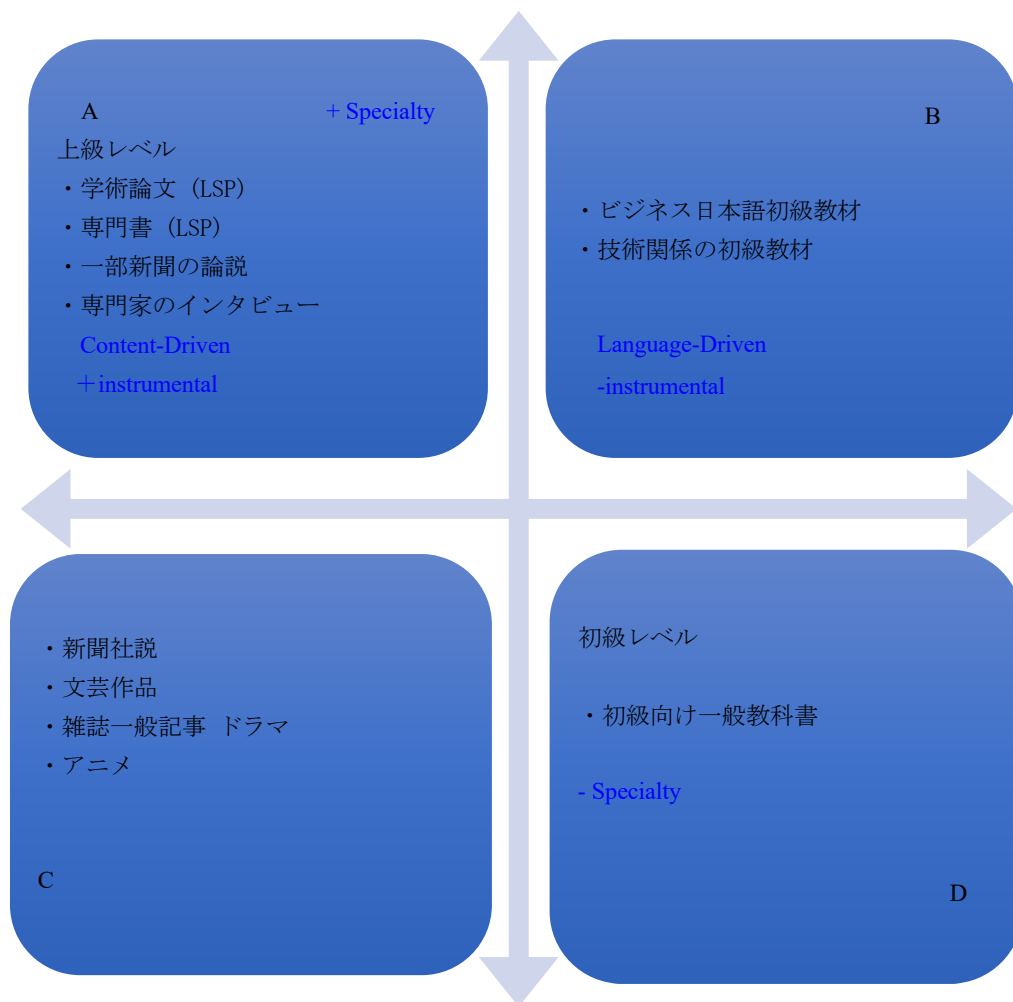 A + Specialty
上級レベル
・学術論文 (LSP)
・専門書 (LSP)
・一部新聞の論説
・専門家のインタビュー
Content-Driven
＋instrumental
B
・ビジネス日本語初級教材
・技術関係の初級教材
Language-Driven
-instrumental
・新聞社説
・文芸作品
・雑誌一般記事 ドラマ
・アニメ
C
初級レベル
・初級向け一般教科書
- Specialty
D